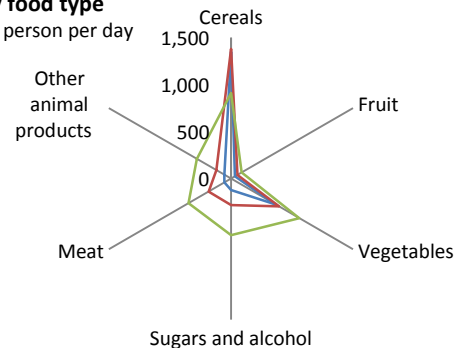 food type
person per day
Cereals
1,500
1,000
500
0
Other
animal
products
Fruit
Meat
Vegetables
Sugars and alcohol